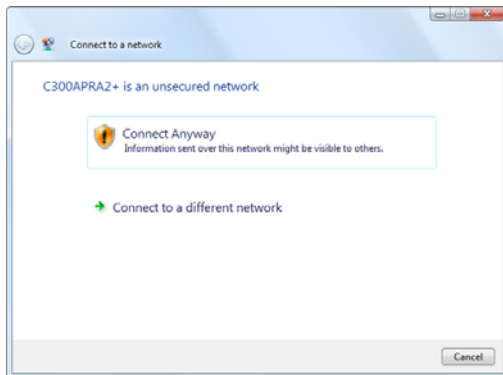 Connect to a network
C300APRA2+ is an unsecured network
Connect Anyway
Information sent over this network might be visible to others.
Connect to a different network
Cancel